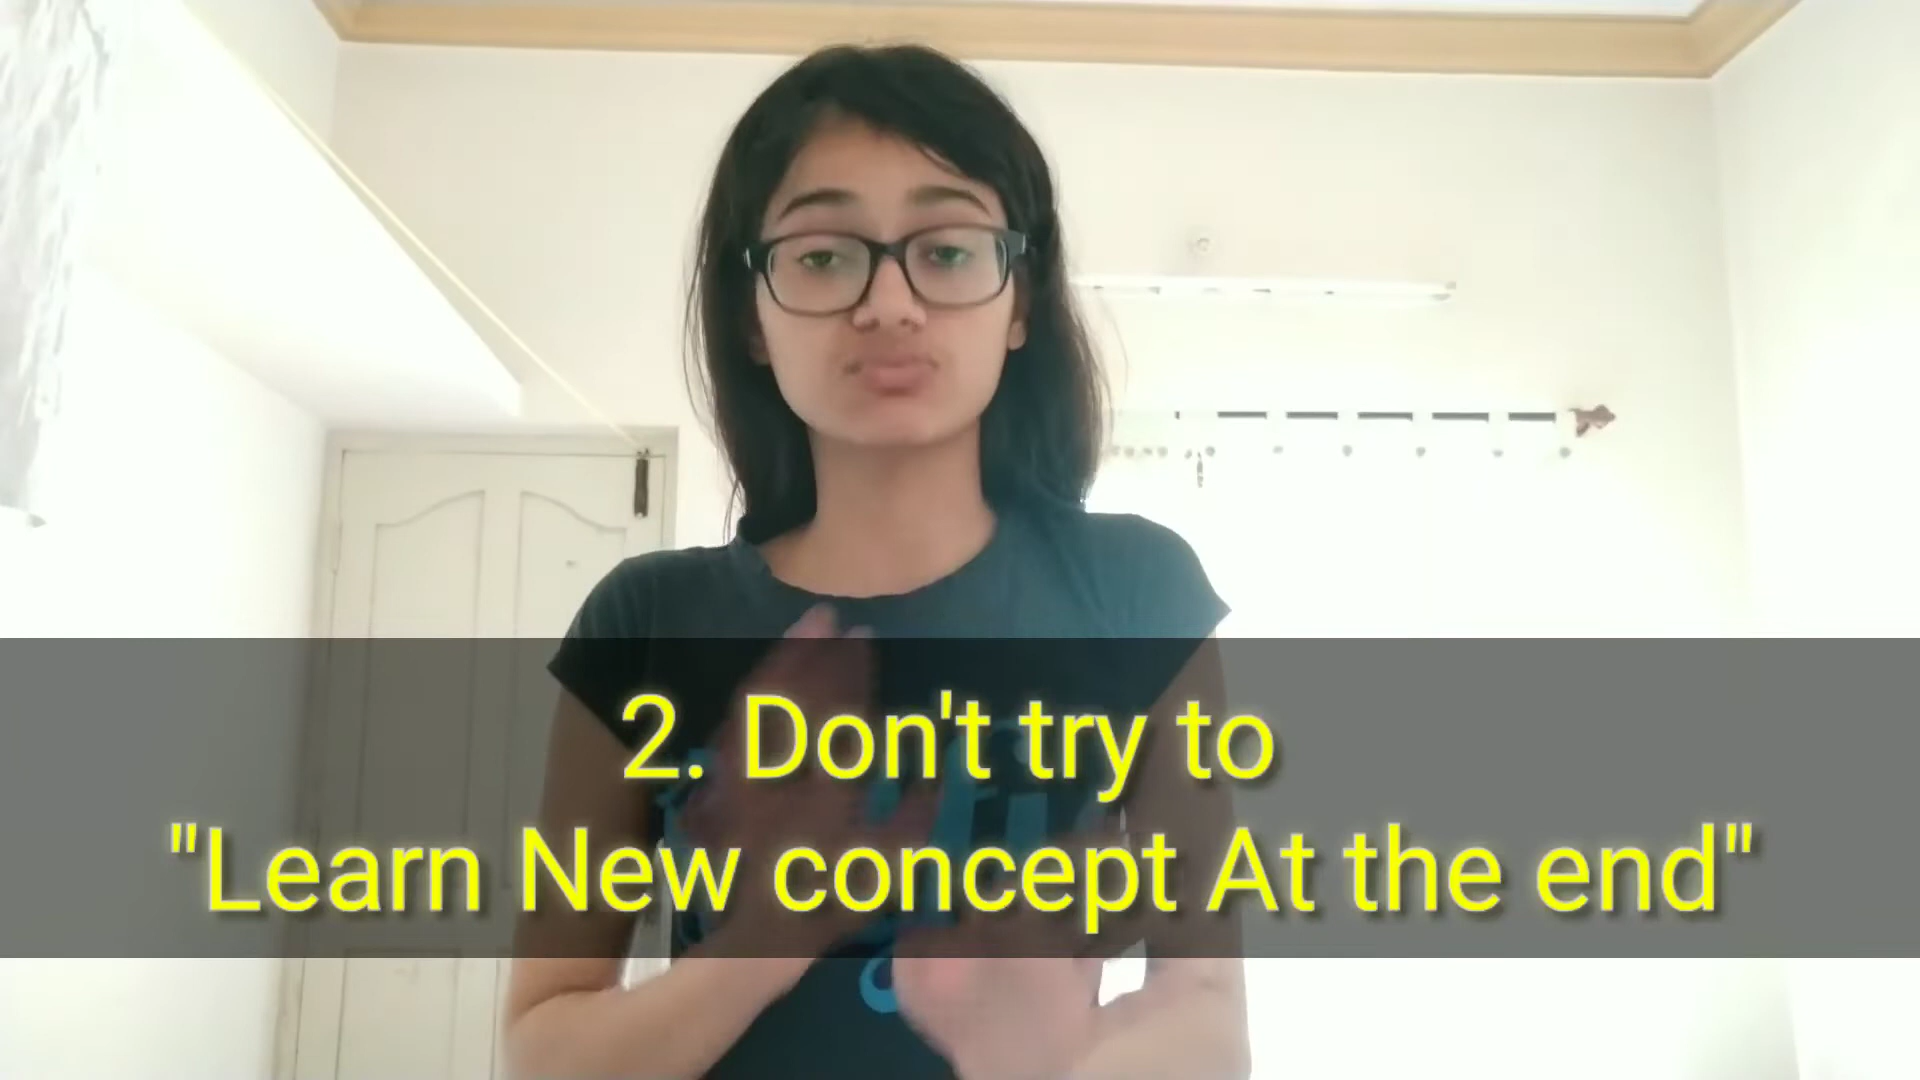 2. Don't try to
"Learn New concept At the end"